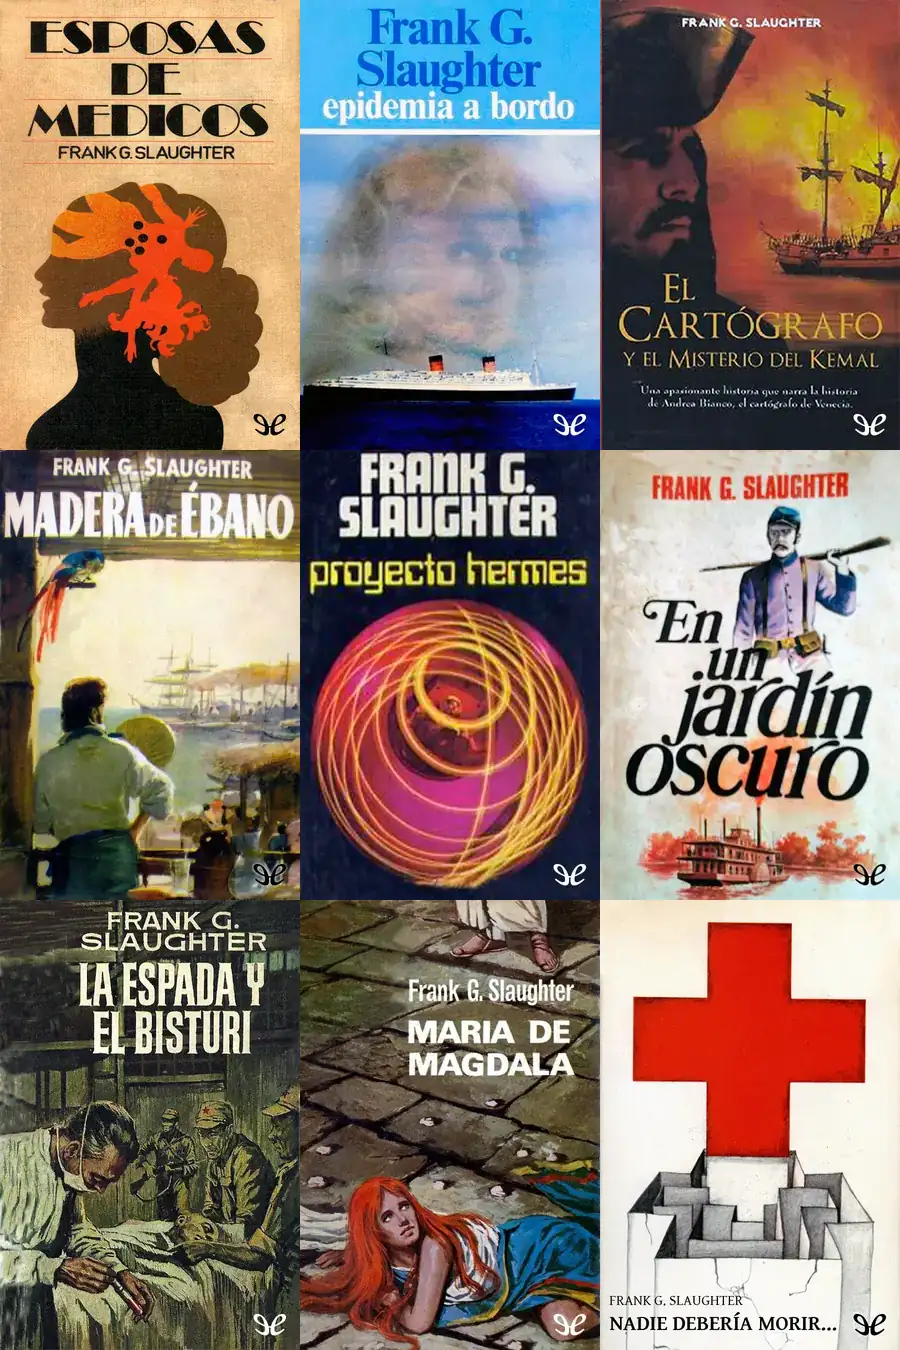 ESPOSAS
DE
MEDICOS
FRANK G. SLAUGHTER
Frank G.
Slaughter
epidemia a bordo
FRANK G. SLAUGHTER
EL
CARTÓGRAFO
Y EL MISTERIO DEL KEMAL
Una apasionante historia que narra la historia
de Andrea Bianco, el cartógrafo de Venecia.
FRANK G. SLAUGHTER
MADERA DE ÉBANO
FRANK G.
SLAUGHTER
proyecto hermes
FRANK G. SLAUGHTER
En
un
jardín
oscuro
FRANK G.
SLAUGHTER
LA ESPADA Y
EL BISTURI
Frank G. Slaughter
MARIA DE
MAGDALA
FRANK G. SLAUGHTER
NADIE DEBERÍA MORIR...